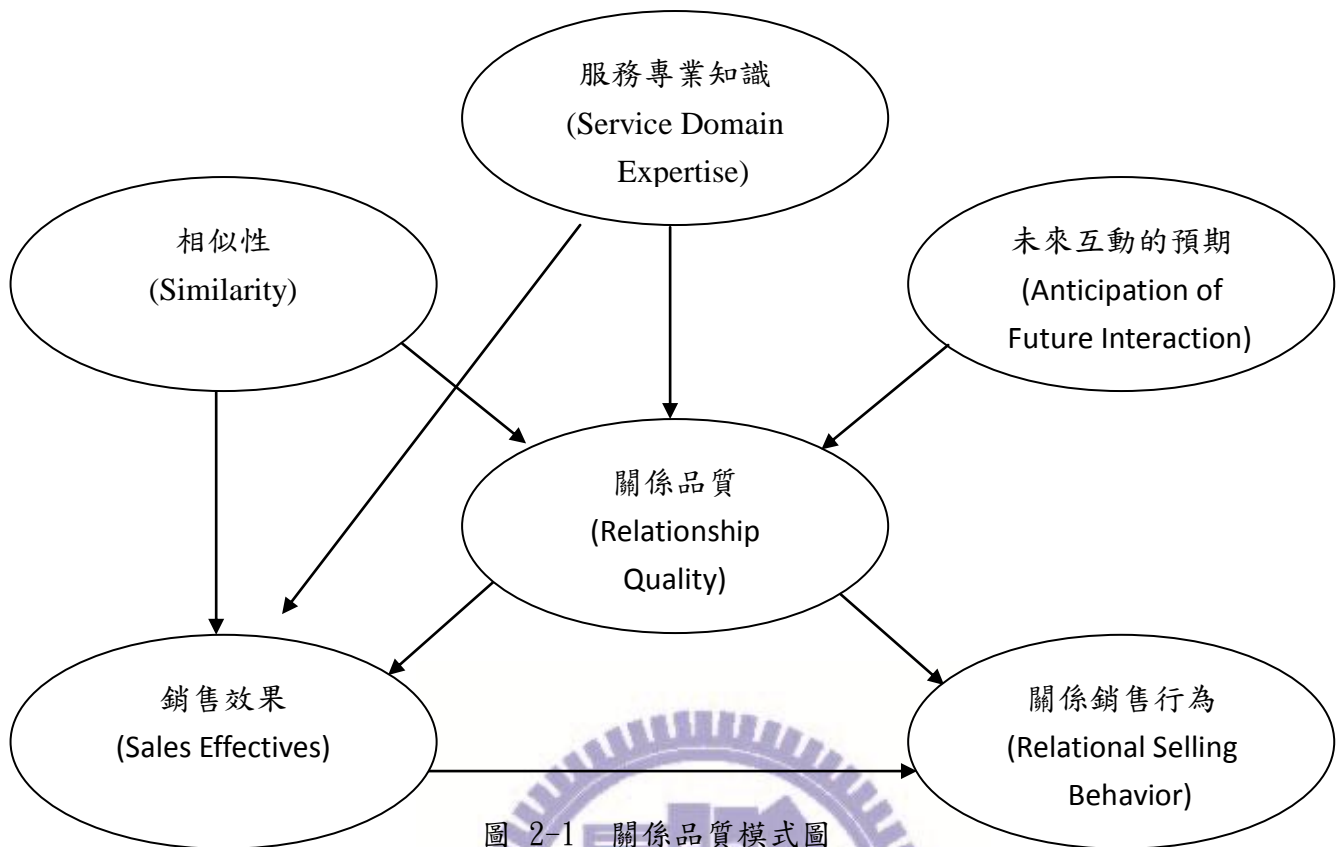 服務專業知識
(Service Domain
Expertise)
相似性
(Similarity)
未來互動的預期
(Anticipation of
Future Interaction)
關係品質
(Relationship
Quality)
銷售效果
(Sales Effectives)
關係銷售行為
(Relational Selling
Behavior)
圖 2-1 關係品質模式圖